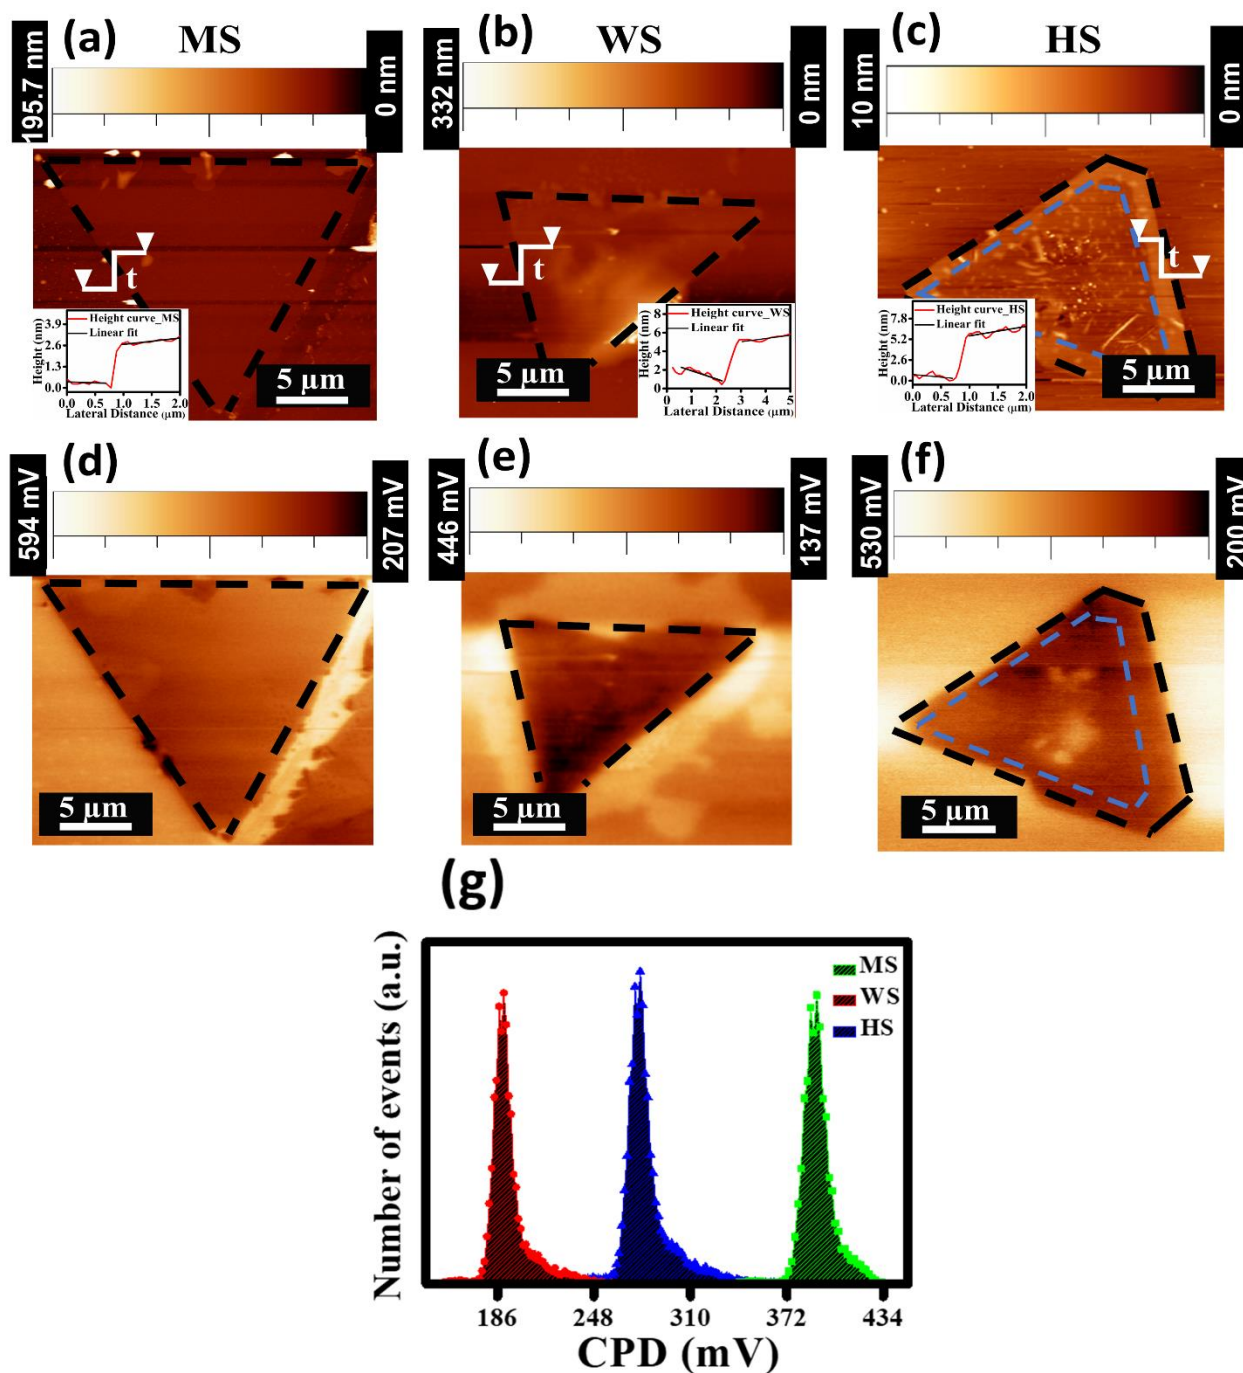 (a) MS
195.7 nm
0 nm
t
Height (nm)
3.9
2.6
1.3
0.0
Height curve_MS
Linear fit
0.0 0.5 1.0 1.5 2.0
Lateral Distance (μm)
5 μm
(b) WS
332 nm
0 nm
t
Height (nm)
8
6
4
2
0
Height curve_WS
Linear fit
0 1 2 3 4 5
Lateral Distance (μm)
5 μm
(c) HS
10 nm
0 nm
t
Height (nm)
7.8
5.2
2.6
0.0
Height curve_HS
Linear fit
0.0 0.5 1.0 1.5 2.0
Lateral Distance (μm)
5 μm
(d)
594 mV
207 mV
5 μm
(e)
446 mV
137 mV
5 μm
(f)
530 mV
200 mV
5 μm
(g)
Number of events (a.u.)
MS
WS
HS
186 248 310 372 434
CPD (mV)